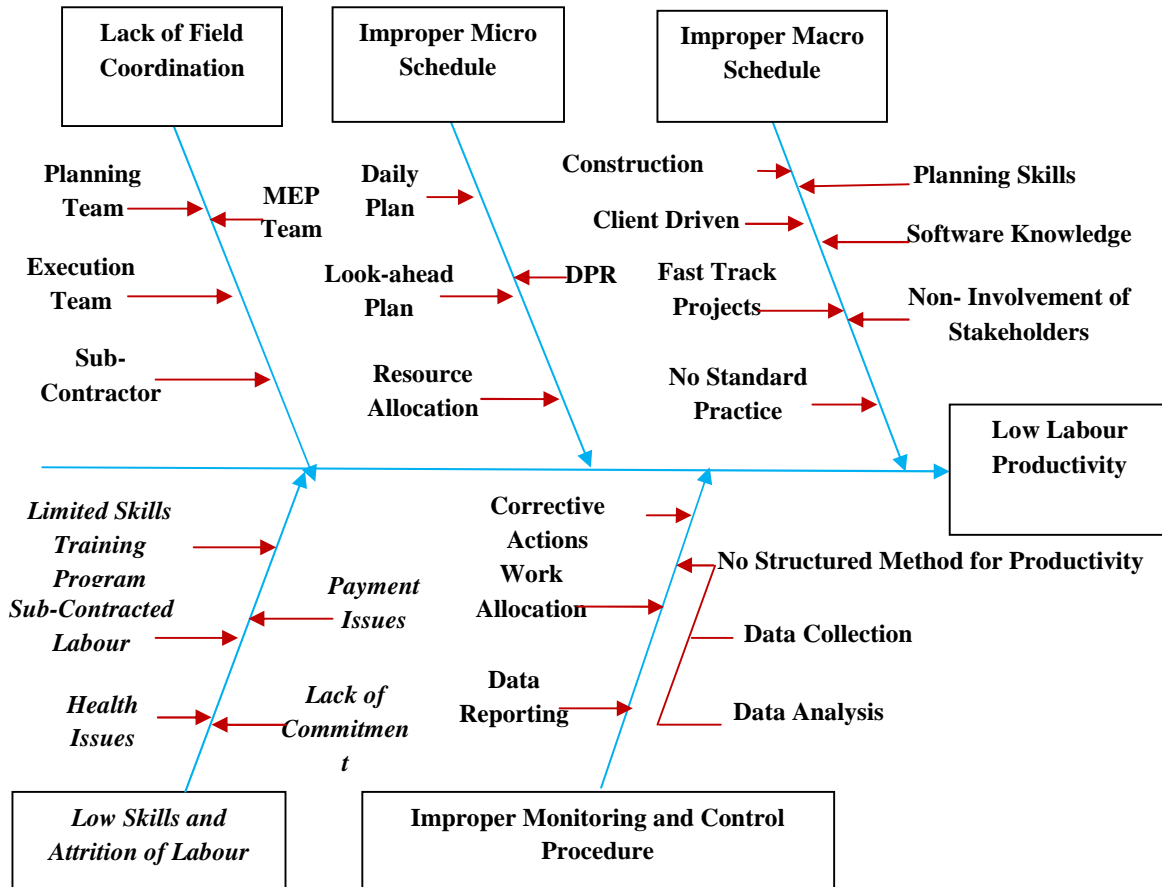 Lack of Field
Coordination
Improper Micro
Schedule
Improper Macro
Schedule
Planning
Team
MEP
Team
Execution
Team
Sub-
Contractor
Daily
Plan
Look-ahead
Plan
DPR
Resource
Allocation
Construction
Planning Skills
Client Driven
Software Knowledge
Fast Track
Projects
Non- Involvement of
Stakeholders
No Standard
Practice
Low Labour
Productivity
Limited Skills
Training
Program
Sub-Contracted
Labour
Payment
Issues
Health
Issues
Lack of
Commitmen
t
Corrective
Actions
Work
Allocation
No Structured Method for Productivity
Data Collection
Data
Reporting
Data Analysis
Low Skills and
Attrition of Labour
Improper Monitoring and Control
Procedure